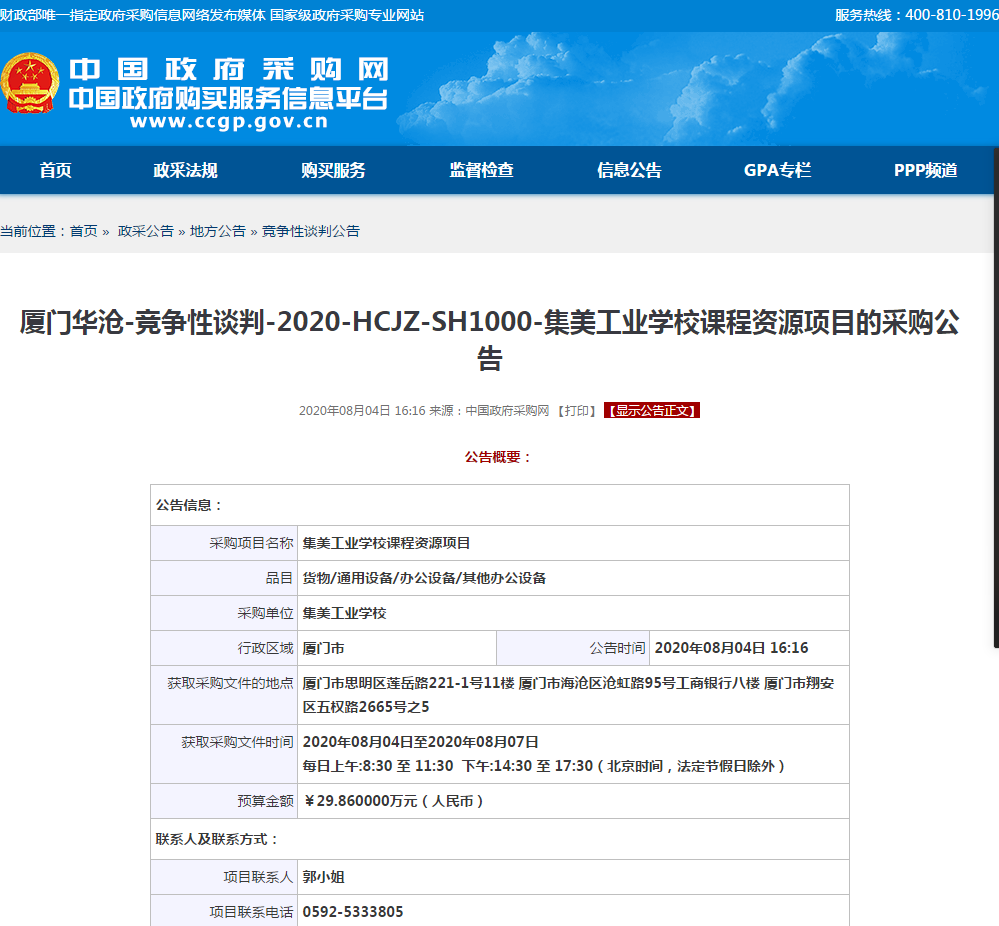 财政部唯一指定政府采购信息网络发布媒体 国家级政府采购专业网站
服务热线：400-810-1996
中国政府采购网
中国政府购买服务信息平台
www.ccgp.gov.cn
首页 政采法规 购买服务 监督检查 信息公告 GPA专栏 PPP频道
当前位置：首页 » 政采公告 » 地方公告 » 竞争性谈判公告
厦门华沧-竞争性谈判-2020-HCJZ-SH1000-集美工业学校课程资源项目的采购公
告
2020年08月04日 16:16 来源：中国政府采购网 【打印】 【显示公告正文】
公告概要：
公告信息：
采购项目名称 集美工业学校课程资源项目
品目 货物/通用设备/办公设备/其他办公设备
采购单位 集美工业学校
行政区域 厦门市 公告时间 2020年08月04日 16:16
获取采购文件的地点 厦门市思明区莲岳路221-1号11楼 厦门市海沧区沧虹路95号工商银行八楼 厦门市翔安
区五权路2665号之5
获取采购文件时间 2020年08月04日至2020年08月07日
每日上午:8:30 至 11:30 下午:14:30 至 17:30（北京时间，法定节假日除外）
预算金额 ￥29.860000万元（人民币）
联系人及联系方式：
项目联系人 郭小姐
项目联系电话 0592-5333805